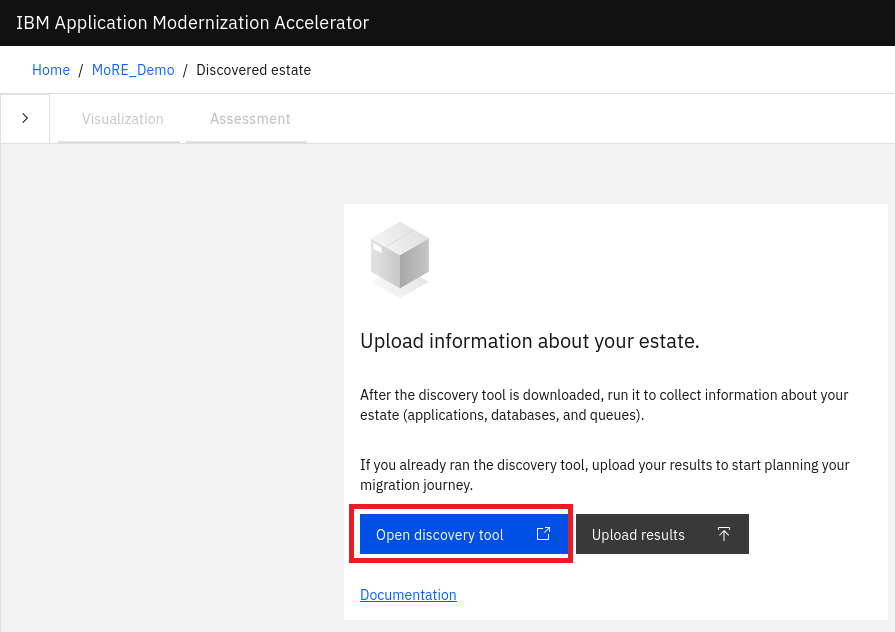 IBM Application Modernization Accelerator
Home / MoRE_Demo / Discovered estate
Visualization Assessment
Upload information about your estate.
After the discovery tool is downloaded, run it to collect information about your
estate (applications, databases, and queues).
If you already ran the discovery tool, upload your results to start planning your
migration journey.
Open discovery tool Upload results
Documentation